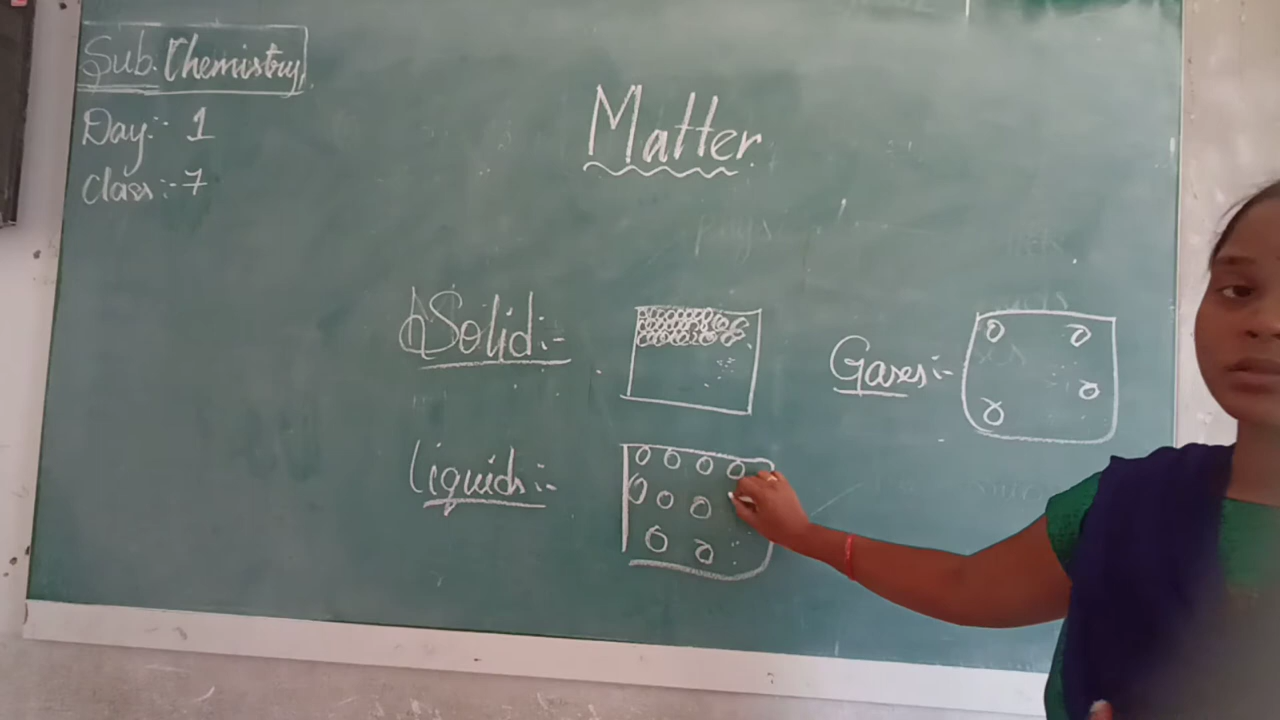 Sub. Chemistry
Day:- 1
Class:-7
Matter
Solid:-
Gases:-
Liquids:-